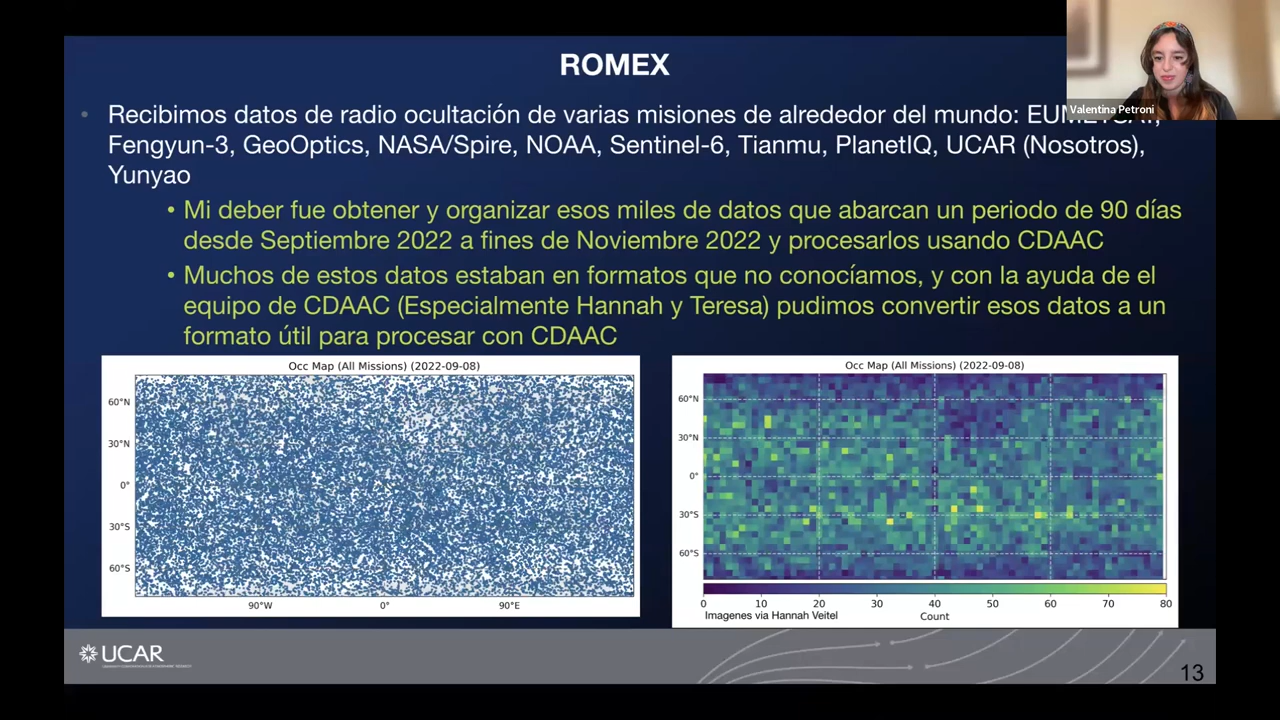 ROMEX
Valentina Petroni
• Recibimos datos de radio ocultación de varias misiones de alrededor del mundo:
Fengyun-3, GeoOptics, NASA/Spire, NOAA, Sentinel-6, Tianmu, PlanetIQ, UCAR (Nosotros),
Yunyao
• Mi deber fue obtener y organizar esos miles de datos que abarcan un periodo de 90 días
desde Septiembre 2022 a fines de Noviembre 2022 y procesarlos usando CDAAC
• Muchos de estos datos estaban en formatos que no conocíamos, y con la ayuda de el
equipo de CDAAC (Especialmente Hannah y Teresa) pudimos convertir esos datos a un
formato útil para procesar con CDAAC
Occ Map (All Missions) (2022-09-08)
60°N
30°N
0°
30°S
60°S
90°W 0° 90°E
Occ Map (All Missions) (2022-09-08)
60°N
30°N
0°
30°S
60°S
0 10 20 30 40 50 60 70 80
Imagenes via Hannah Veitel
Count
UCAR
13